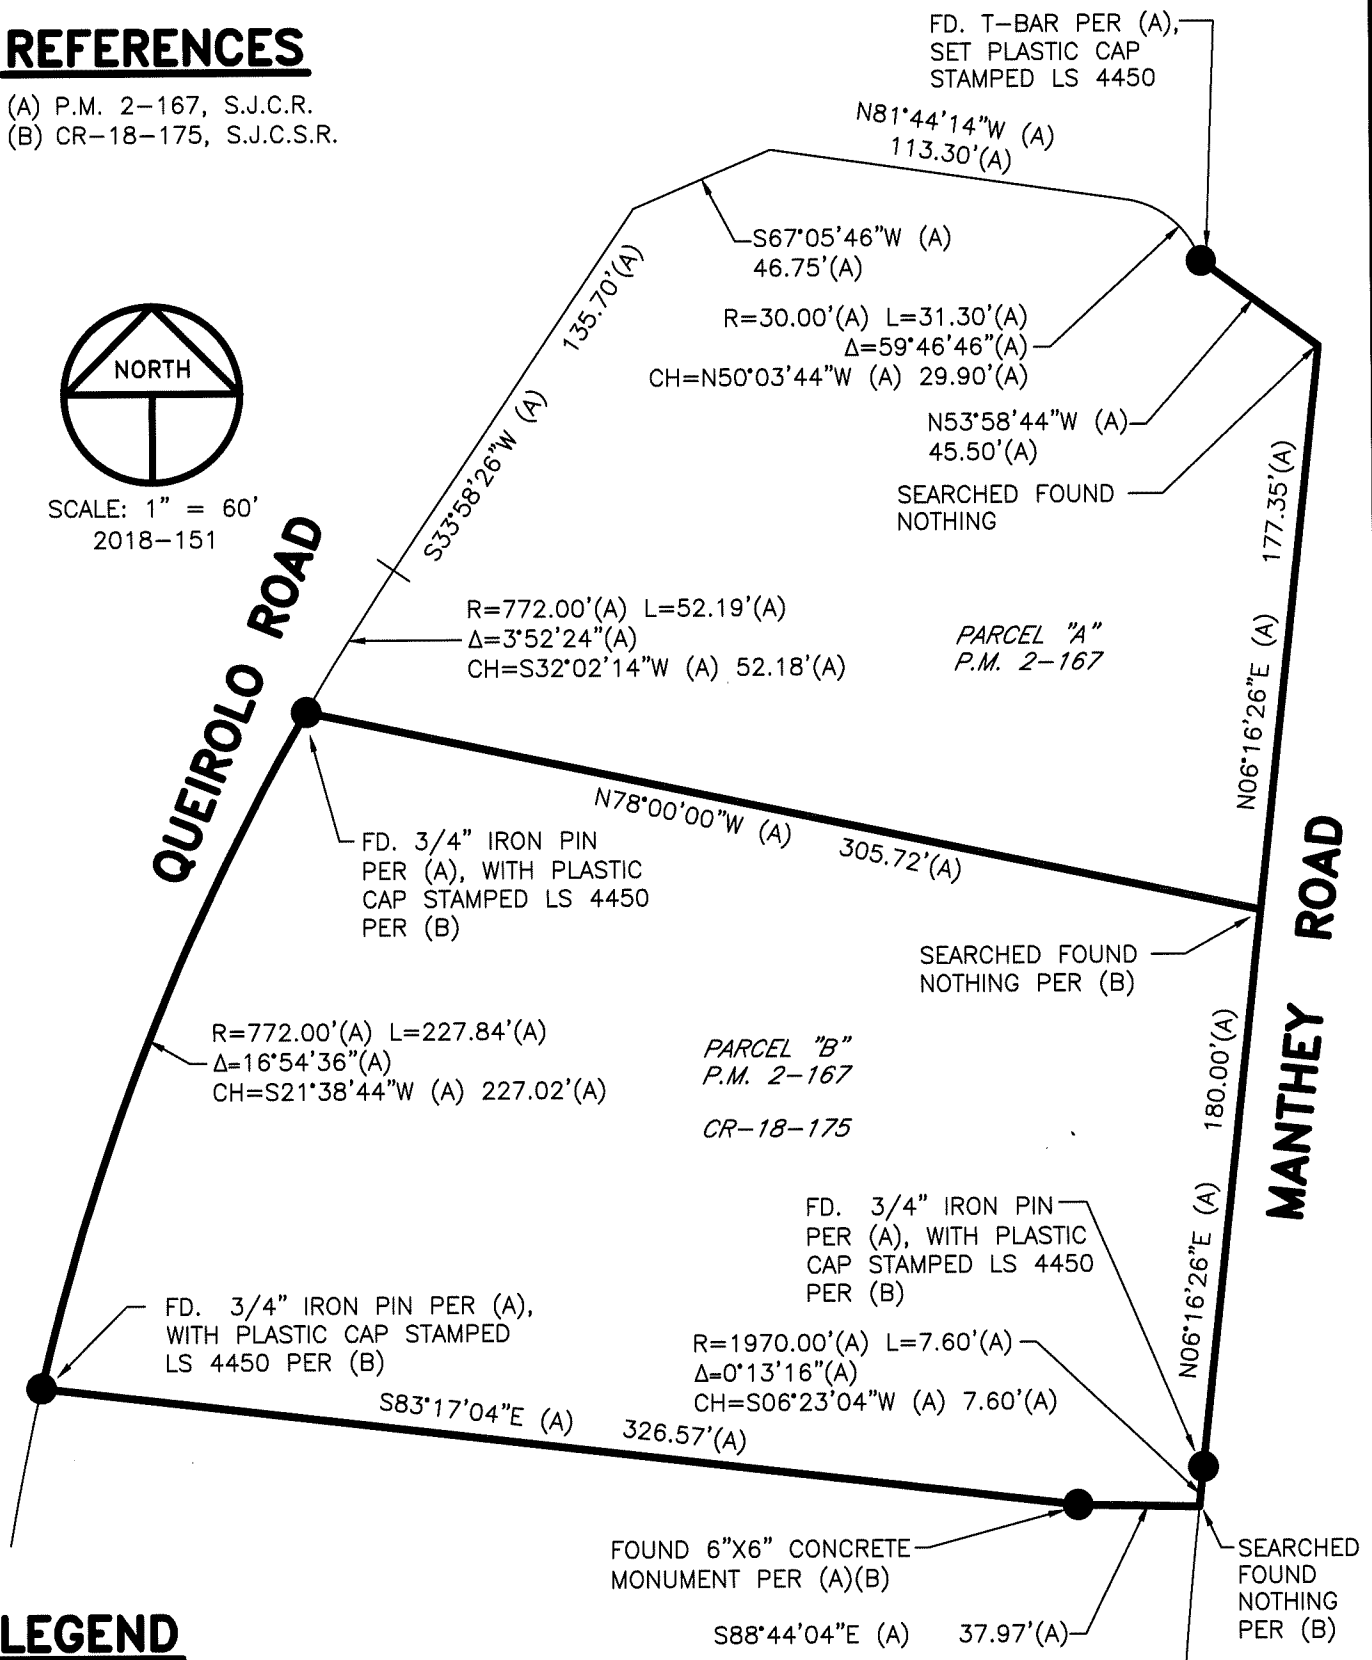 REFERENCES
(A) P.M. 2-167, S.J.C.R.
(B) CR-18-175, S.J.C.S.R.
FD. T-BAR PER (A),
SET PLASTIC CAP
STAMPED LS 4450
N81°44'14"W (A)
113.30'(A)
S67°05'46"W (A)
46.75'(A)
135.70'(A)
S33°58'26"W (A)
R=30.00'(A) L=31.30'(A)
Δ=59°46'46"(A)
CH=N50°03'44"W (A) 29.90'(A)
N53°58'44"W (A)
45.50'(A)
SEARCHED FOUND
NOTHING
NORTH
SCALE: 1" = 60'
2018-151
QUEIROLO ROAD
177.35'(A)
N06°16'26"E (A)
R=772.00'(A) L=52.19'(A)
Δ=3°52'24"(A)
CH=S32°02'14"W (A) 52.18'(A)
PARCEL "A"
P.M. 2-167
N78°00'00"W (A) 305.72'(A)
FD. 3/4" IRON PIN
PER (A), WITH PLASTIC
CAP STAMPED LS 4450
PER (B)
SEARCHED FOUND
NOTHING PER (B)
MANTHEY ROAD
R=772.00'(A) L=227.84'(A)
Δ=16°54'36"(A)
CH=S21°38'44"W (A) 227.02'(A)
PARCEL "B"
P.M. 2-167
CR-18-175
180.00'(A)
N06°16'26"E (A)
FD. 3/4" IRON PIN
PER (A), WITH PLASTIC
CAP STAMPED LS 4450
PER (B)
FD. 3/4" IRON PIN PER (A),
WITH PLASTIC CAP STAMPED
LS 4450 PER (B)
R=1970.00'(A) L=7.60'(A)
Δ=0°13'16"(A)
CH=S06°23'04"W (A) 7.60'(A)
S83°17'04"E (A) 326.57'(A)
FOUND 6"X6" CONCRETE
MONUMENT PER (A)(B)
SEARCHED
FOUND
NOTHING
PER (B)
S88°44'04"E (A) 37.97'(A)
LEGEND